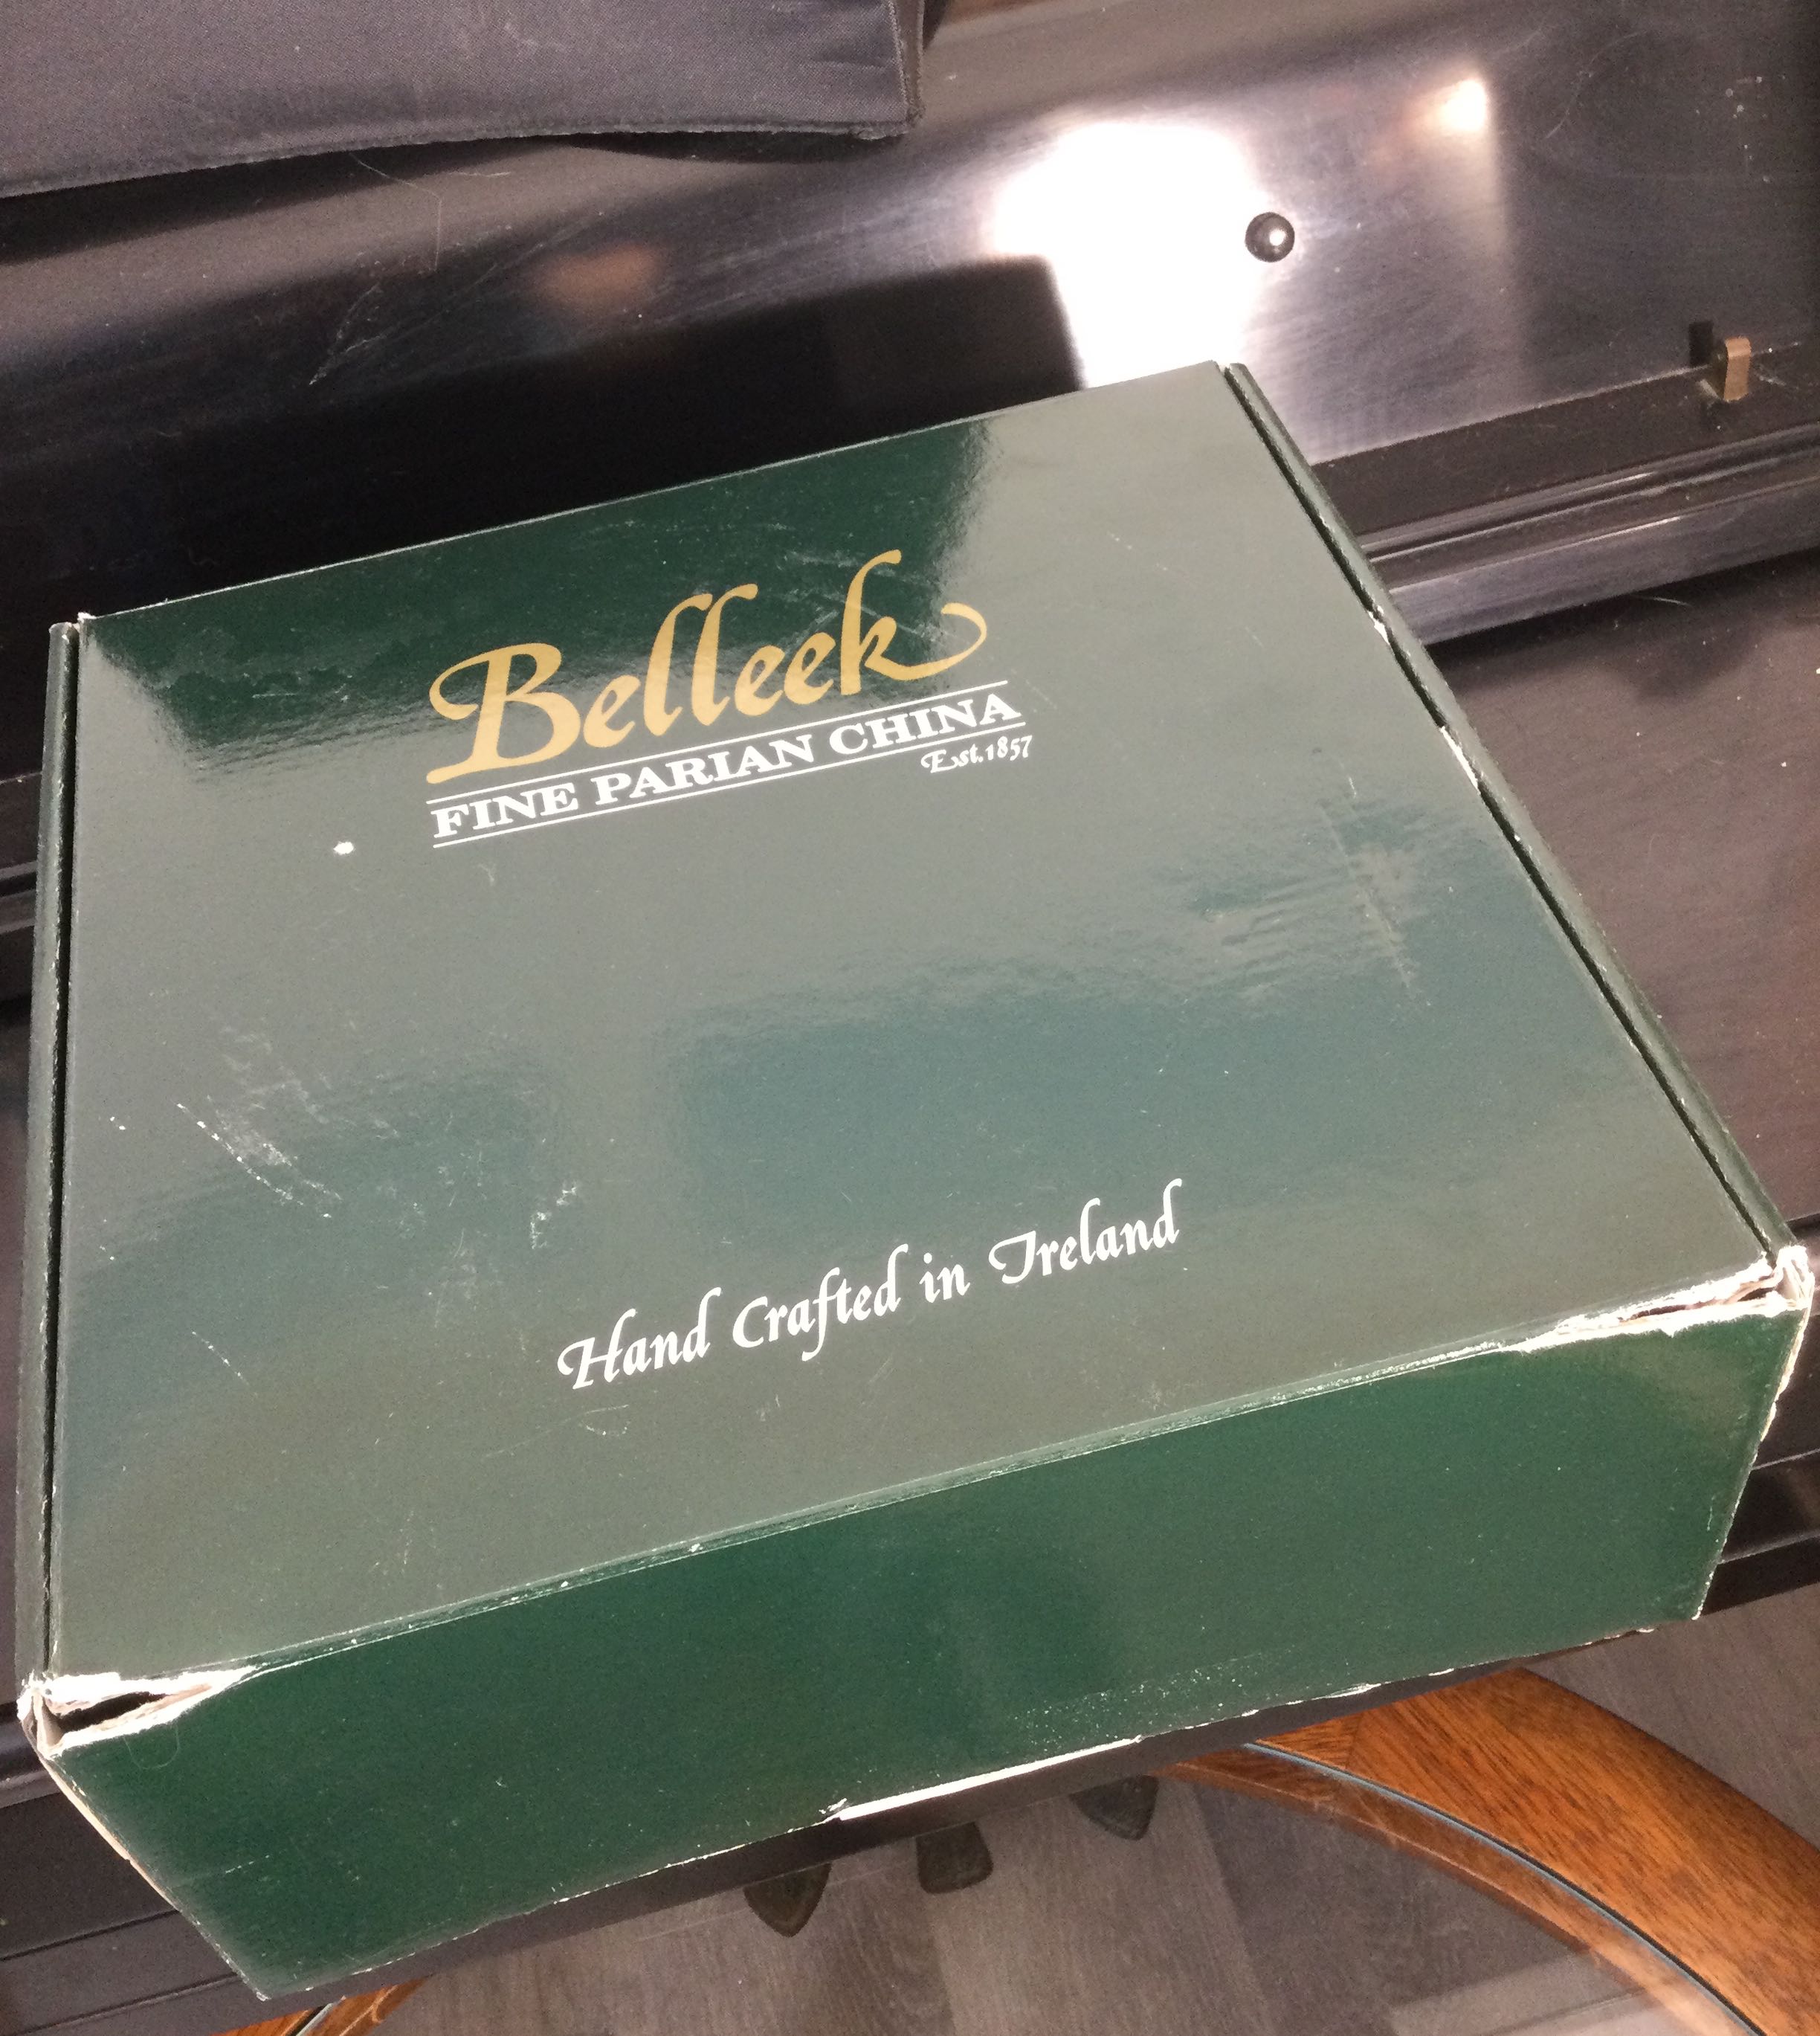 Belleek
FINE PARIAN CHINA
Est.1857
Hand Crafted in Ireland